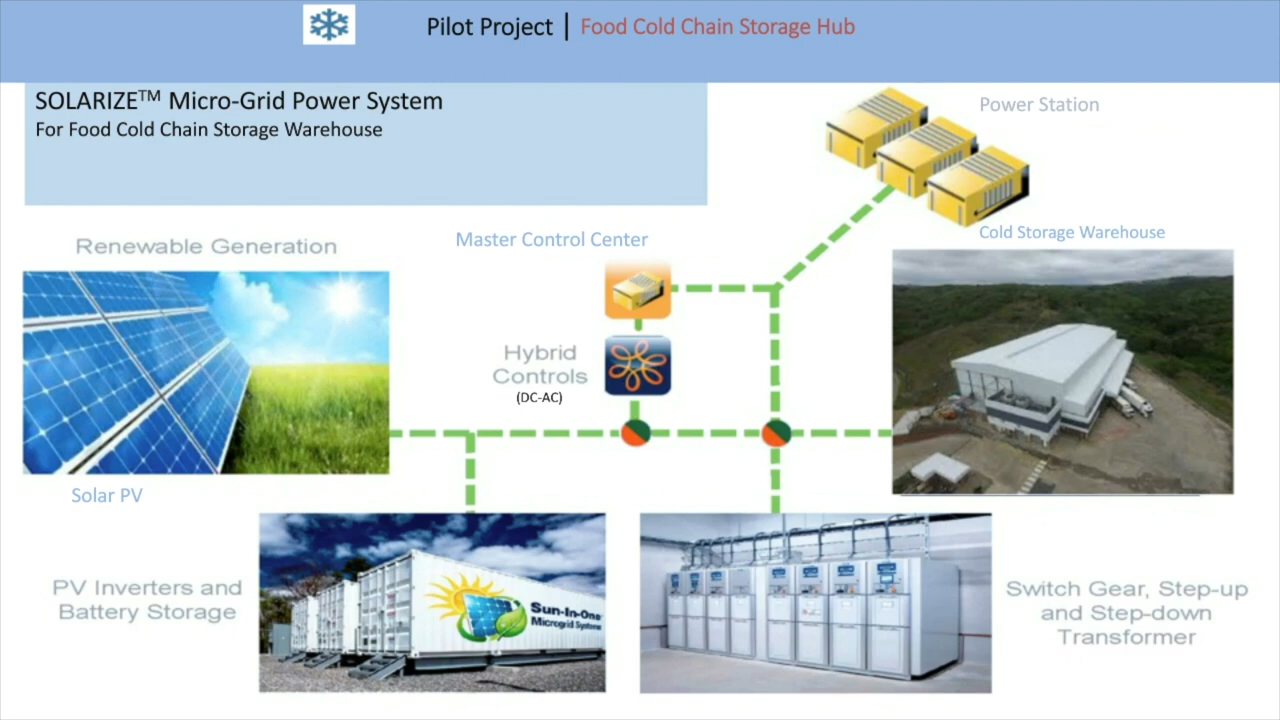 Pilot Project | Food Cold Chain Storage Hub
SOLARIZE™ Micro-Grid Power System
For Food Cold Chain Storage Warehouse
Power Station
Master Control Center
Cold Storage Warehouse
Renewable Generation
Hybrid
Controls
(DC-AC)
Solar PV
PV Inverters and
Battery Storage
Sun-In-One
Microgrid Systems
Switch Gear, Step-up
and Step-down
Transformer